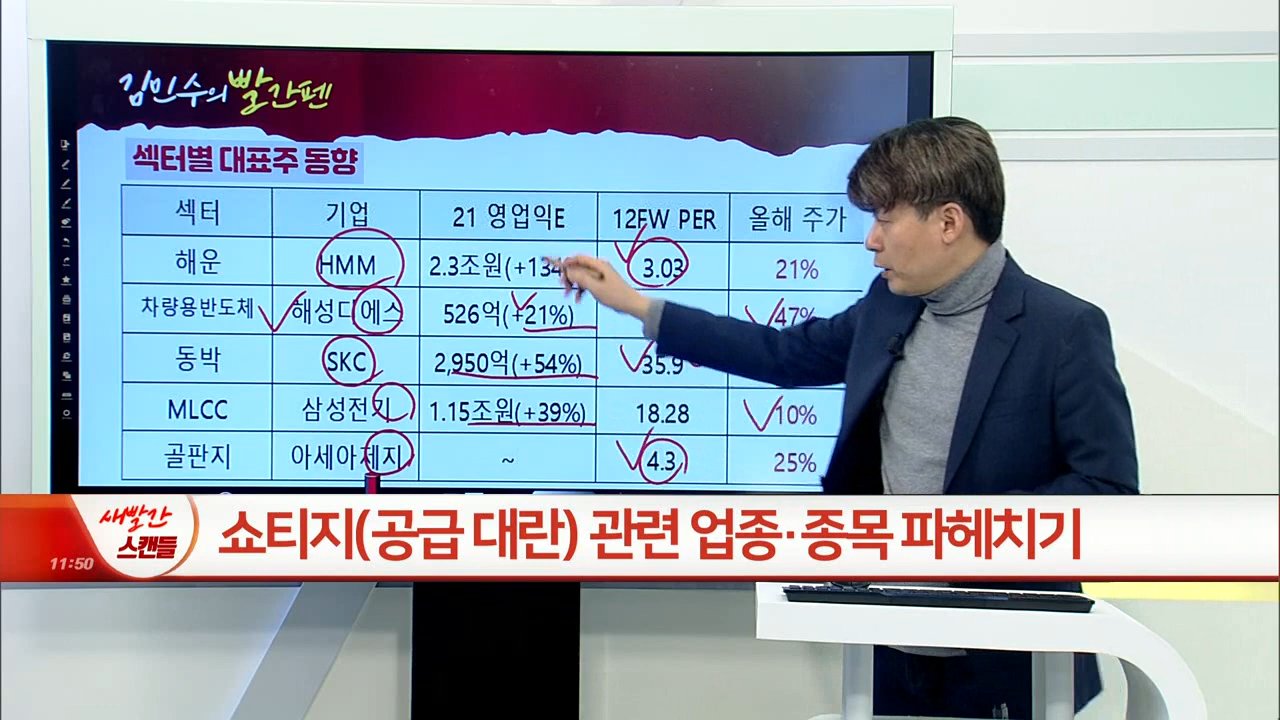 김민수의 빨간펜
섹터별 대표주 동향
섹터 기업 21 영업익E 12FW PER 올해 주가
해운 HMM 2.3조원(+134 3.03 21%
차량용반도체 해성디에스 526억(+21%) 47%
동박 SKC 2,950억(+54%) 35.9
MLCC 삼성전기 1.15조원(+39%) 18.28 10%
골판지 아세아제지 ~ 4.3 25%
새빨간
스캔들
11:50
쇼티지(공급 대란) 관련 업종·종목 파헤치기